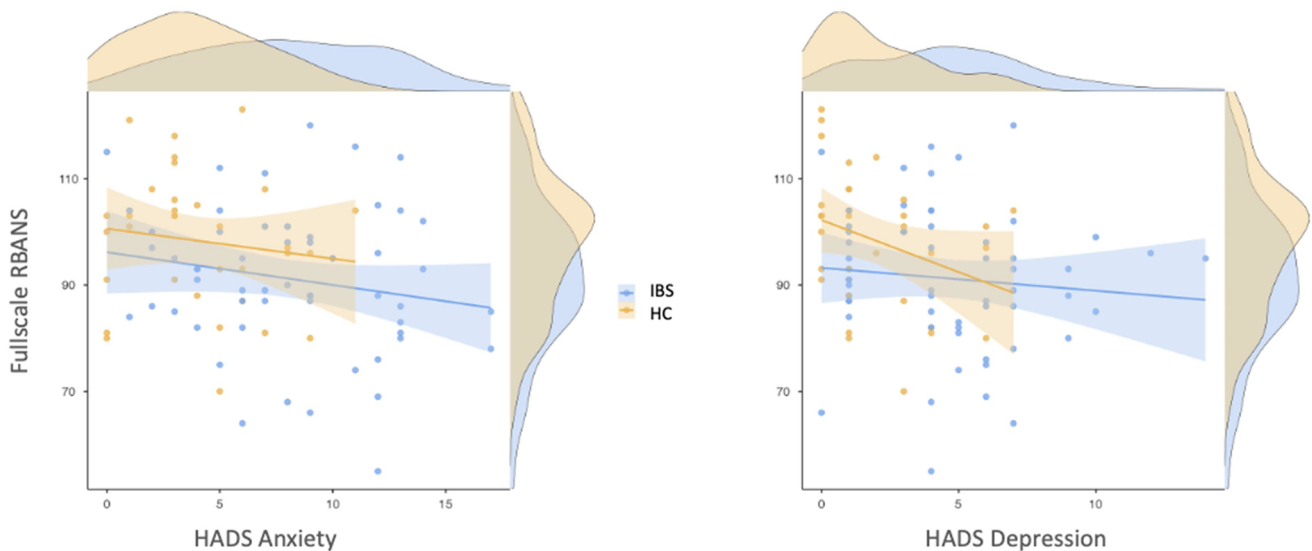 Fullscale RBANS
110
90
70
0
5
10
15
HADS Anxiety
IBS
HC
110
90
70
0
5
10
HADS Depression